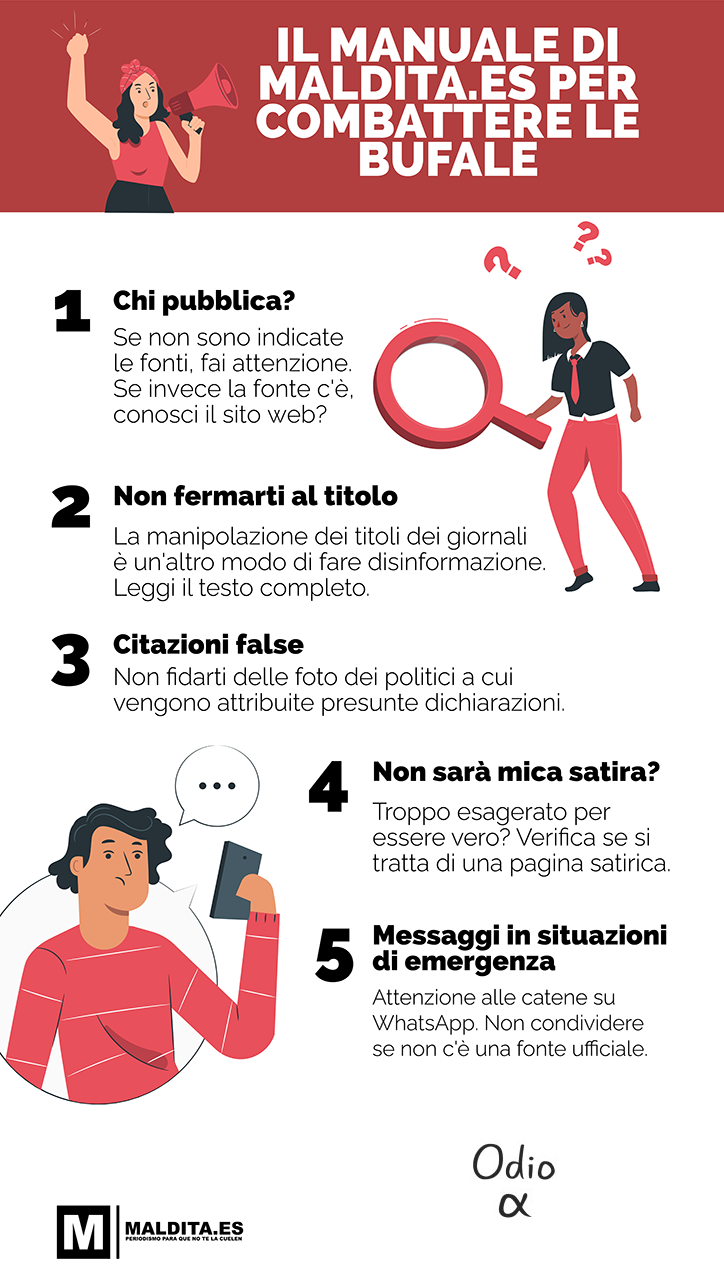 IL MANUALE DI
MALDITA.ES PER
COMBATTERE LE
BUFALE
? ? ?
1 Chi pubblica?
Se non sono indicate
le fonti, fai attenzione.
Se invece la fonte c'è,
conosci il sito web?
2 Non fermarti al titolo
La manipolazione dei titoli dei giornali
è un'altro modo di fare disinformazione.
Leggi il testo completo.
3 Citazioni false
Non fidarti delle foto dei politici a cui
vengono attribuite presunte dichiarazioni.
...
4 Non sarà mica satira?
Troppo esagerato per
essere vero? Verifica se si
tratta di una pagina satirica.
5 Messaggi in situazioni
di emergenza
Attenzione alle catene su
WhatsApp. Non condividere
se non c'è una fonte ufficiale.
Odio
α
M MALDITA.ES
PERIODISMO PARA QUE NO TE LA CUELEN